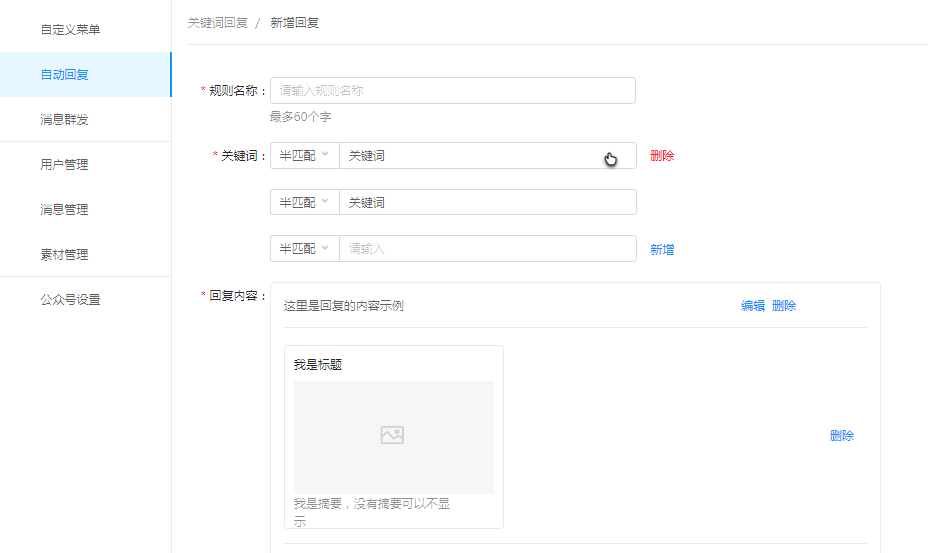 自定义菜单
自动回复
消息群发
用户管理
消息管理
素材管理
公众号设置
关键词回复 / 新增回复
* 规则名称 : 请输入规则名称
最多60个字
* 关键词 : 半匹配 关键词 删除
半匹配 关键词
半匹配 请输入 新增
* 回复内容 : 这里是回复的内容示例 编辑 删除
我是标题
删除
我是摘要，没有摘要可以不显
示